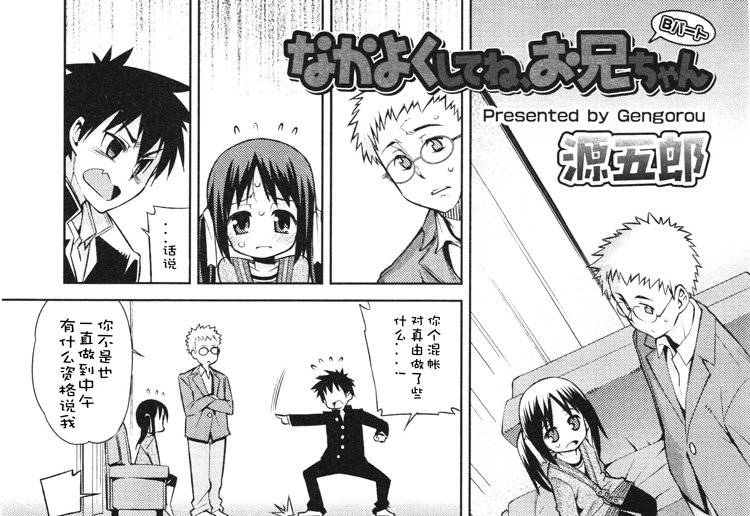 なかよくしてね、お兄ちゃん
Bパート
Presented by Gengorou
源五郎
...话说
你个混帐
对真由做了些
什么....
你不是也
一直做到中午
有什么资格说我